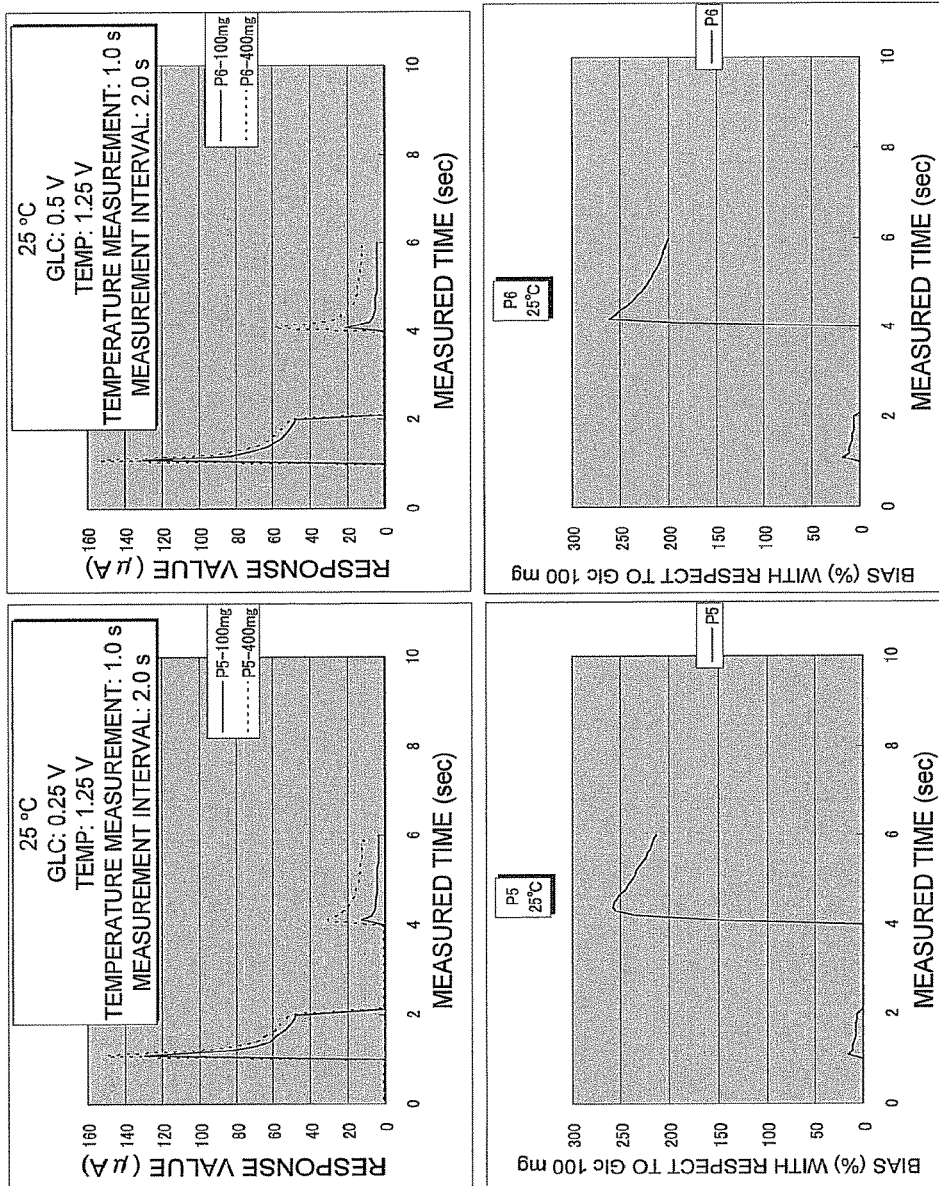 25 ºC
GLC: 0.25 V
TEMP: 1.25 V
TEMPERATURE MEASUREMENT: 1.0 s
MEASUREMENT INTERVAL: 2.0 s
P5-100mg
P5-400mg
RESPONSE VALUE (μA)
160
140
120
100
80
60
40
20
0
0
2
4
6
8
10
MEASURED TIME (sec)
25 ºC
GLC: 0.5 V
TEMP: 1.25 V
TEMPERATURE MEASUREMENT: 1.0 s
MEASUREMENT INTERVAL: 2.0 s
P6-100mg
P6-400mg
RESPONSE VALUE (μA)
160
140
120
100
80
60
40
20
0
0
2
4
6
8
10
MEASURED TIME (sec)
P5
25°C
P5
BIAS (%) WITH RESPECT TO Glc 100 mg
300
250
200
150
100
50
0
0
2
4
6
8
10
MEASURED TIME (sec)
P6
25°C
P6
BIAS (%) WITH RESPECT TO Glc 100 mg
300
250
200
150
100
50
0
0
2
4
6
8
10
MEASURED TIME (sec)